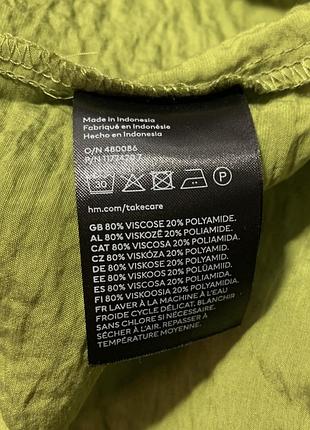 Made in Indonesia
Fabriqué en Indonésie
Hecho en Indonesia
O/N 480086
P/N 1177420.7
30
P
hm.com/takecare
GB 80% VISCOSE 20% POLYAMIDE.
AL 80% VISKOZË 20% POLIAMIDE.
CAT 80% VISCOSA 20% POLIAMIDA.
CZ 80% VISKÓZA 20% POLYAMID.
DE 80% VISKOSE 20% POLYAMID.
EE 80% VISKOOS 20% POLÜAMIID.
ES 80% VISCOSA 20% POLIAMIDA.
FI 80% VISKOOSIA 20% POLYAMIDIA.
FR LAVER À LA MACHINE À L'EAU
FROIDE CYCLE DÉLICAT. BLANCHIR
SANS CHLORE SI NÉCESSAIRE.
SÉCHER À L'AIR. REPASSER À
TEMPÉRATURE MOYENNE.